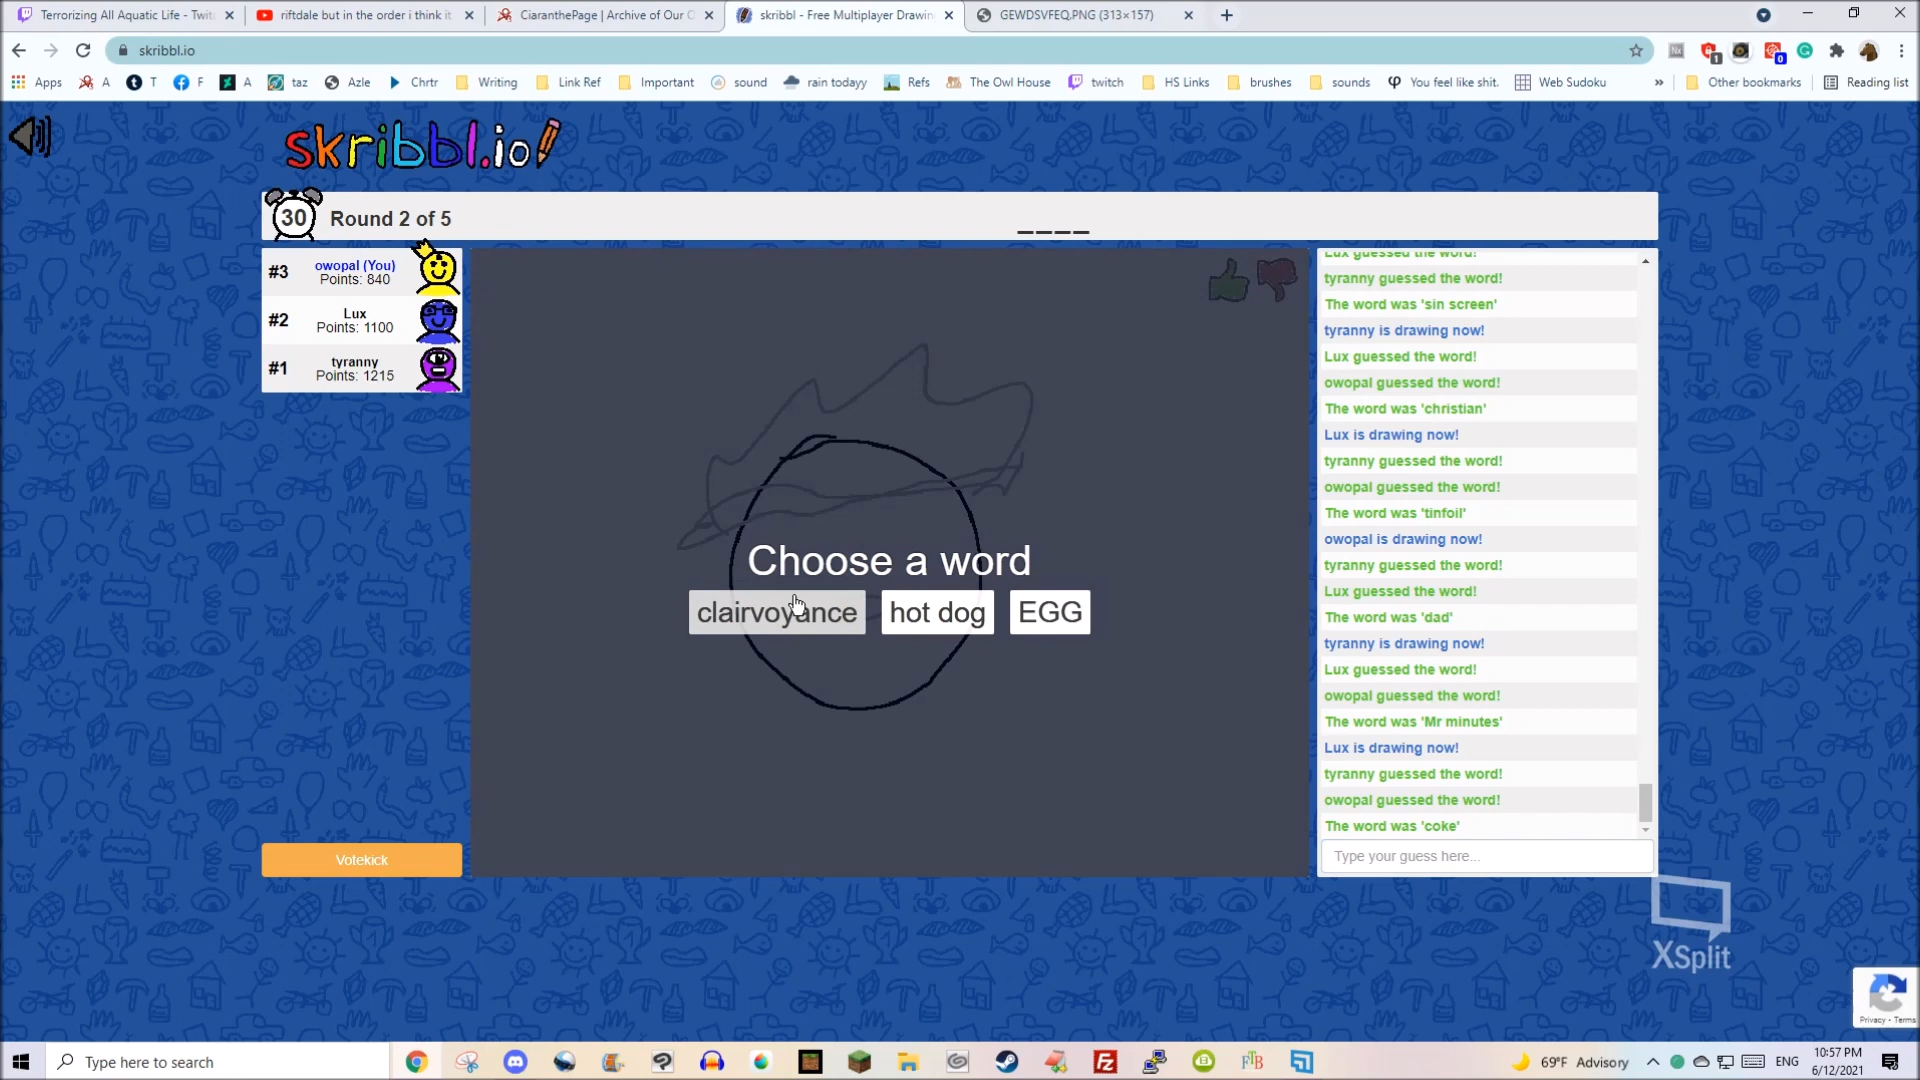 Terrorizing All Aquatic Life - Twit
riftdale but in the order i think it
CiaranthePage | Archive of Our O
skribbl - Free Multiplayer Drawin
GEWDSVFEQ.PNG (313×157)
skribbl.io
Apps
A
T
F
A
taz
Azle
Chrtr
Writing
Link Ref
Important
sound
rain todayy
Refs
The Owl House
twitch
HS Links
brushes
sounds
You feel like shit.
Web Sudoku
»
Other bookmarks
Reading list
skribbl.io
30
Round 2 of 5
_ _ _ _
#3
owopal (You)
Points: 840
#2
Lux
Points: 1100
#1
tyranny
Points: 1215
Votekick
Choose a word
clairvoyance
hot dog
EGG
Lux guessed the word!
tyranny guessed the word!
The word was 'sin screen'
tyranny is drawing now!
Lux guessed the word!
owopal guessed the word!
The word was 'christian'
Lux is drawing now!
tyranny guessed the word!
owopal guessed the word!
The word was 'tinfoil'
owopal is drawing now!
tyranny guessed the word!
Lux guessed the word!
The word was 'dad'
tyranny is drawing now!
Lux guessed the word!
owopal guessed the word!
The word was 'Mr minutes'
Lux is drawing now!
tyranny guessed the word!
owopal guessed the word!
The word was 'coke'
Type your guess here...
XSplit
Privacy - Terms
Type here to search
69°F Advisory
ENG
10:57 PM
6/12/2021